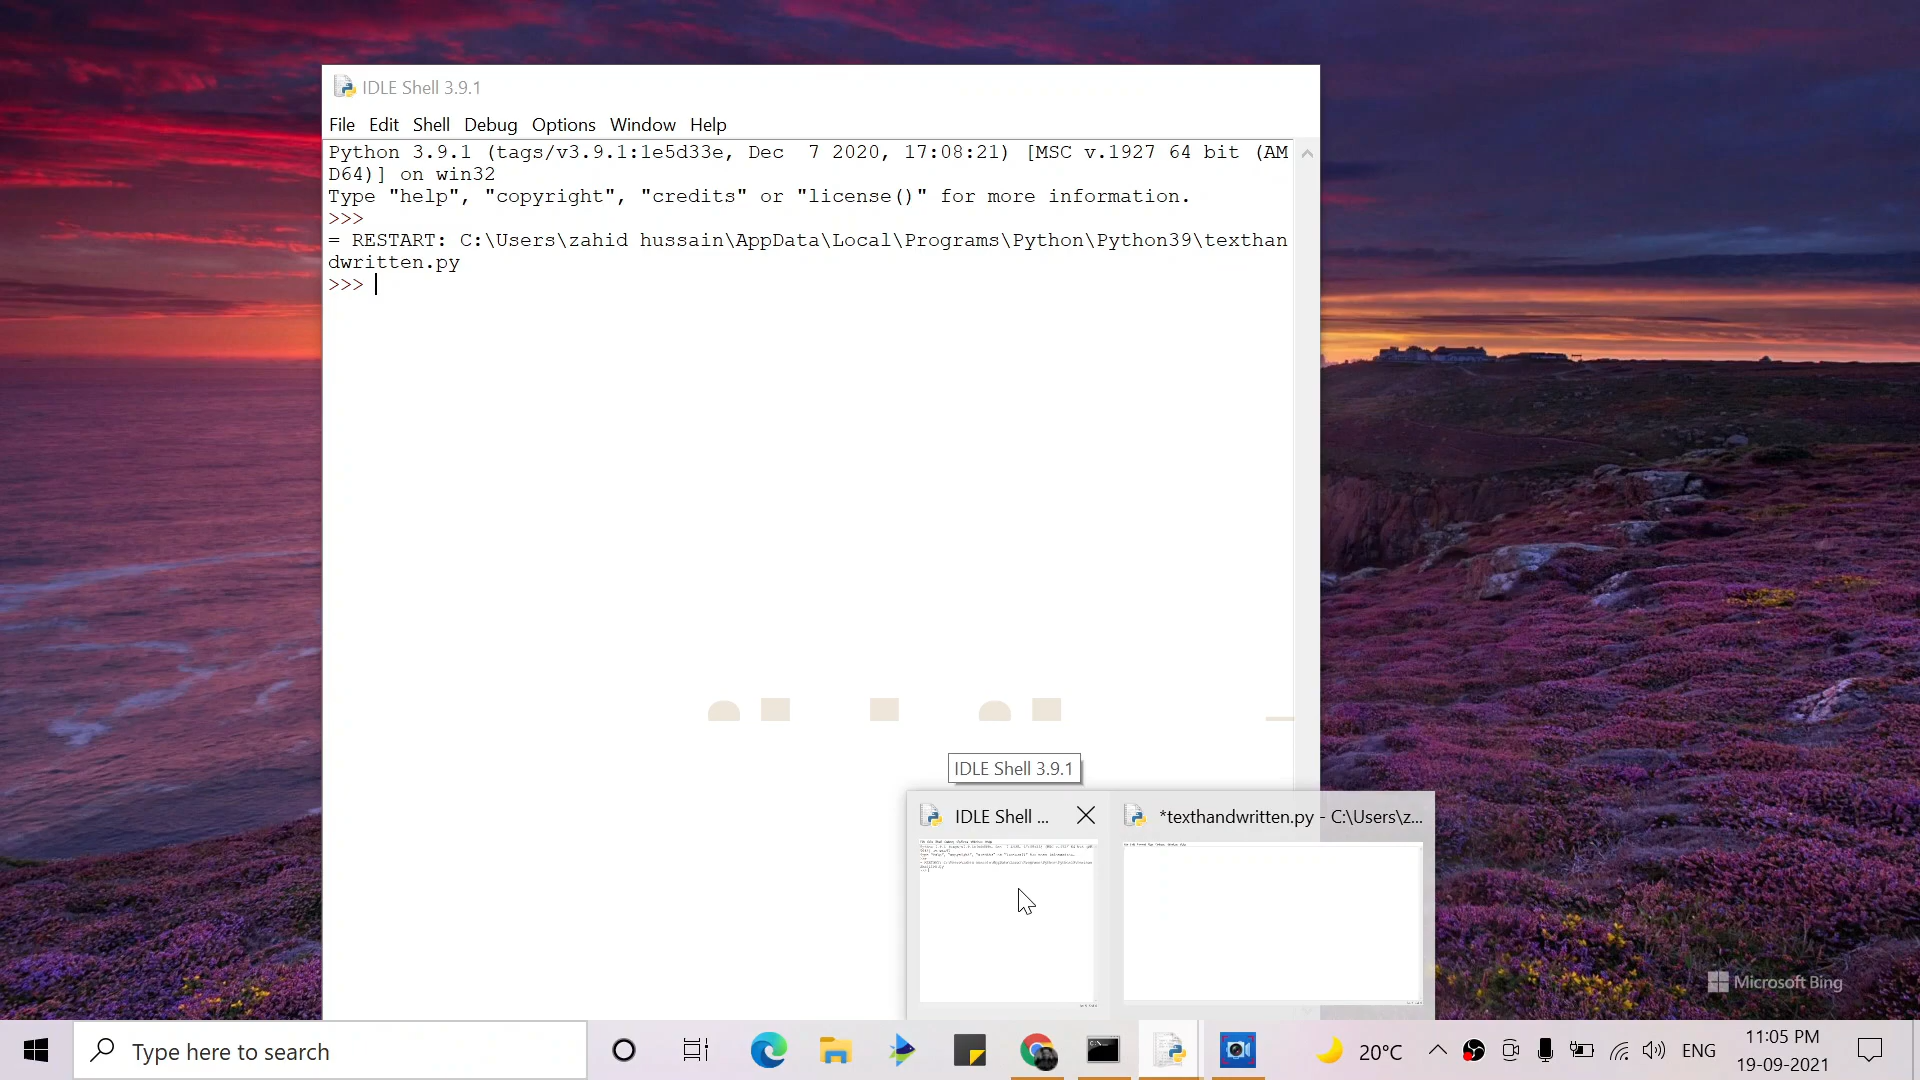 IDLE Shell 3.9.1
File Edit Shell Debug Options Window Help
Python 3.9.1 (tags/v3.9.1:1e5d33e, Dec  7 2020, 17:08:21) [MSC v.1927 64 bit (AM
D64)] on win32
Type "help", "copyright", "credits" or "license()" for more information.
>>>
= RESTART: C:\Users\zahid hussain\AppData\Local\Programs\Python\Python39\texthan
dwritten.py
>>>
IDLE Shell 3.9.1
IDLE Shell ...
*texthandwritten.py - C:\Users\z...
Microsoft Bing
Type here to search
20°C
ENG
11:05 PM
19-09-2021